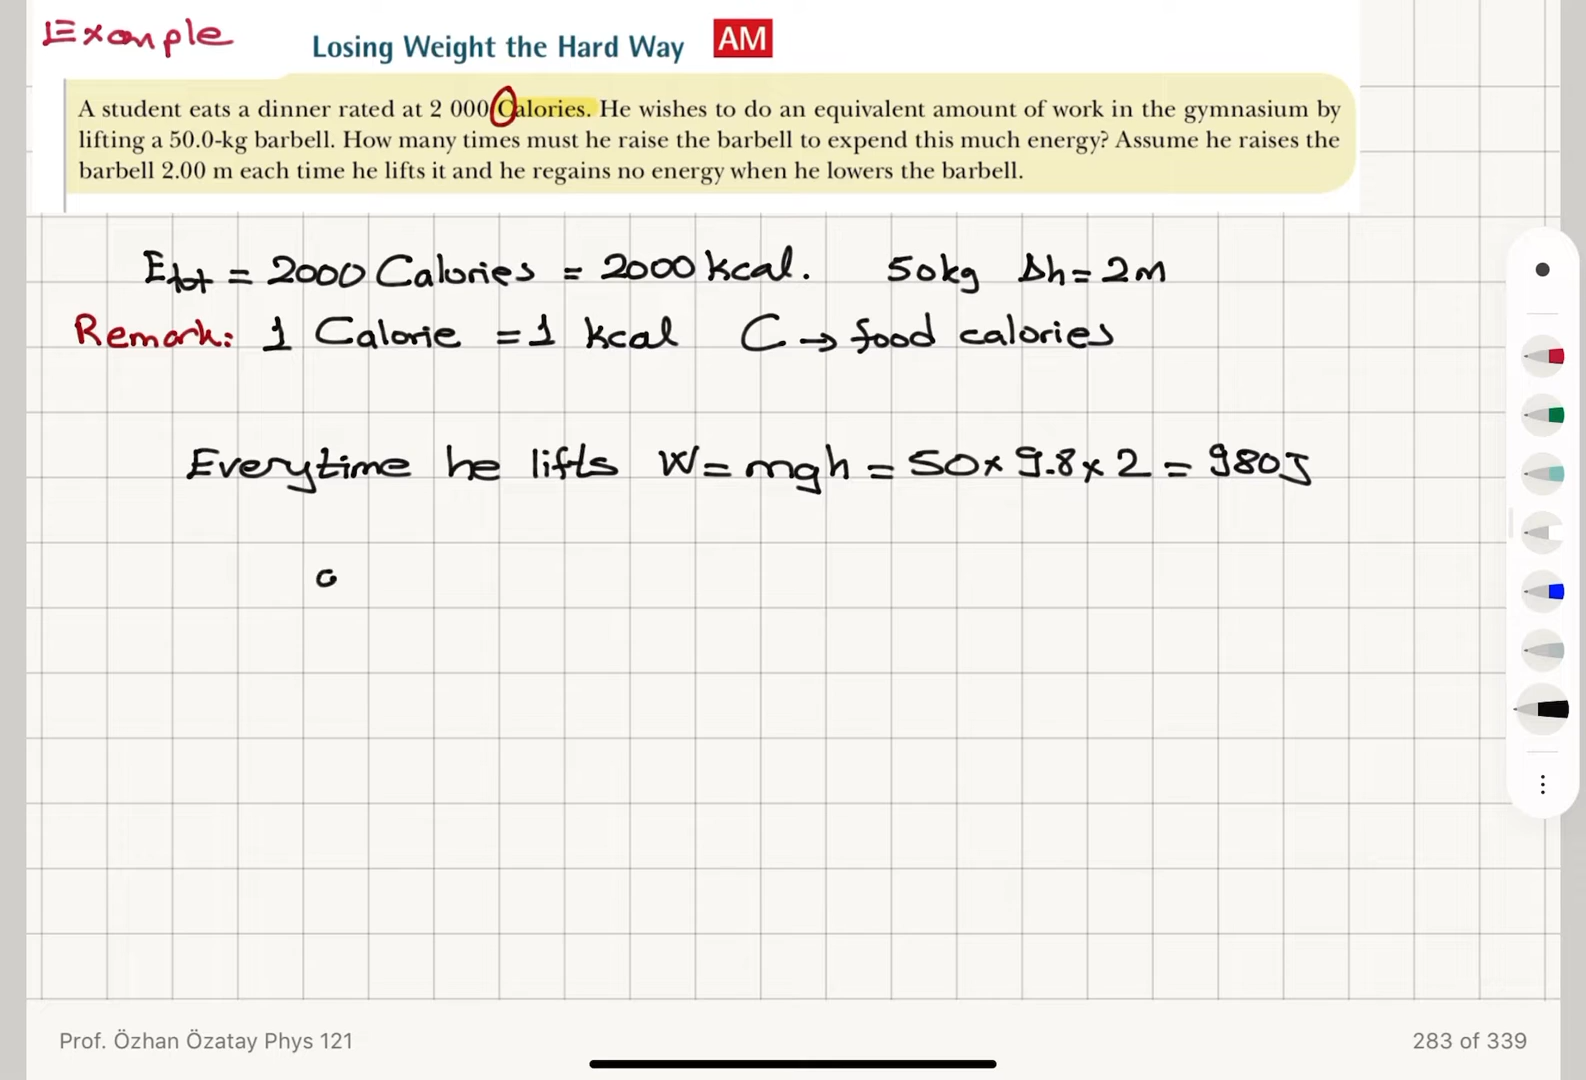 Example
Losing Weight the Hard Way AM
A student eats a dinner rated at 2 000 Calories. He wishes to do an equivalent amount of work in the gymnasium by
lifting a 50.0-kg barbell. How many times must he raise the barbell to expend this much energy? Assume he raises the
barbell 2.00 m each time he lifts it and he regains no energy when he lowers the barbell.
Etot = 2000 Calories = 2000 kcal. 50kg Δh = 2m
Remark: 1 Calorie = 1 kcal C → food calories
Everytime he lifts W = mgh = 50 x 9.8 x 2 = 980J
Prof. Özhan Özatay Phys 121
283 of 339